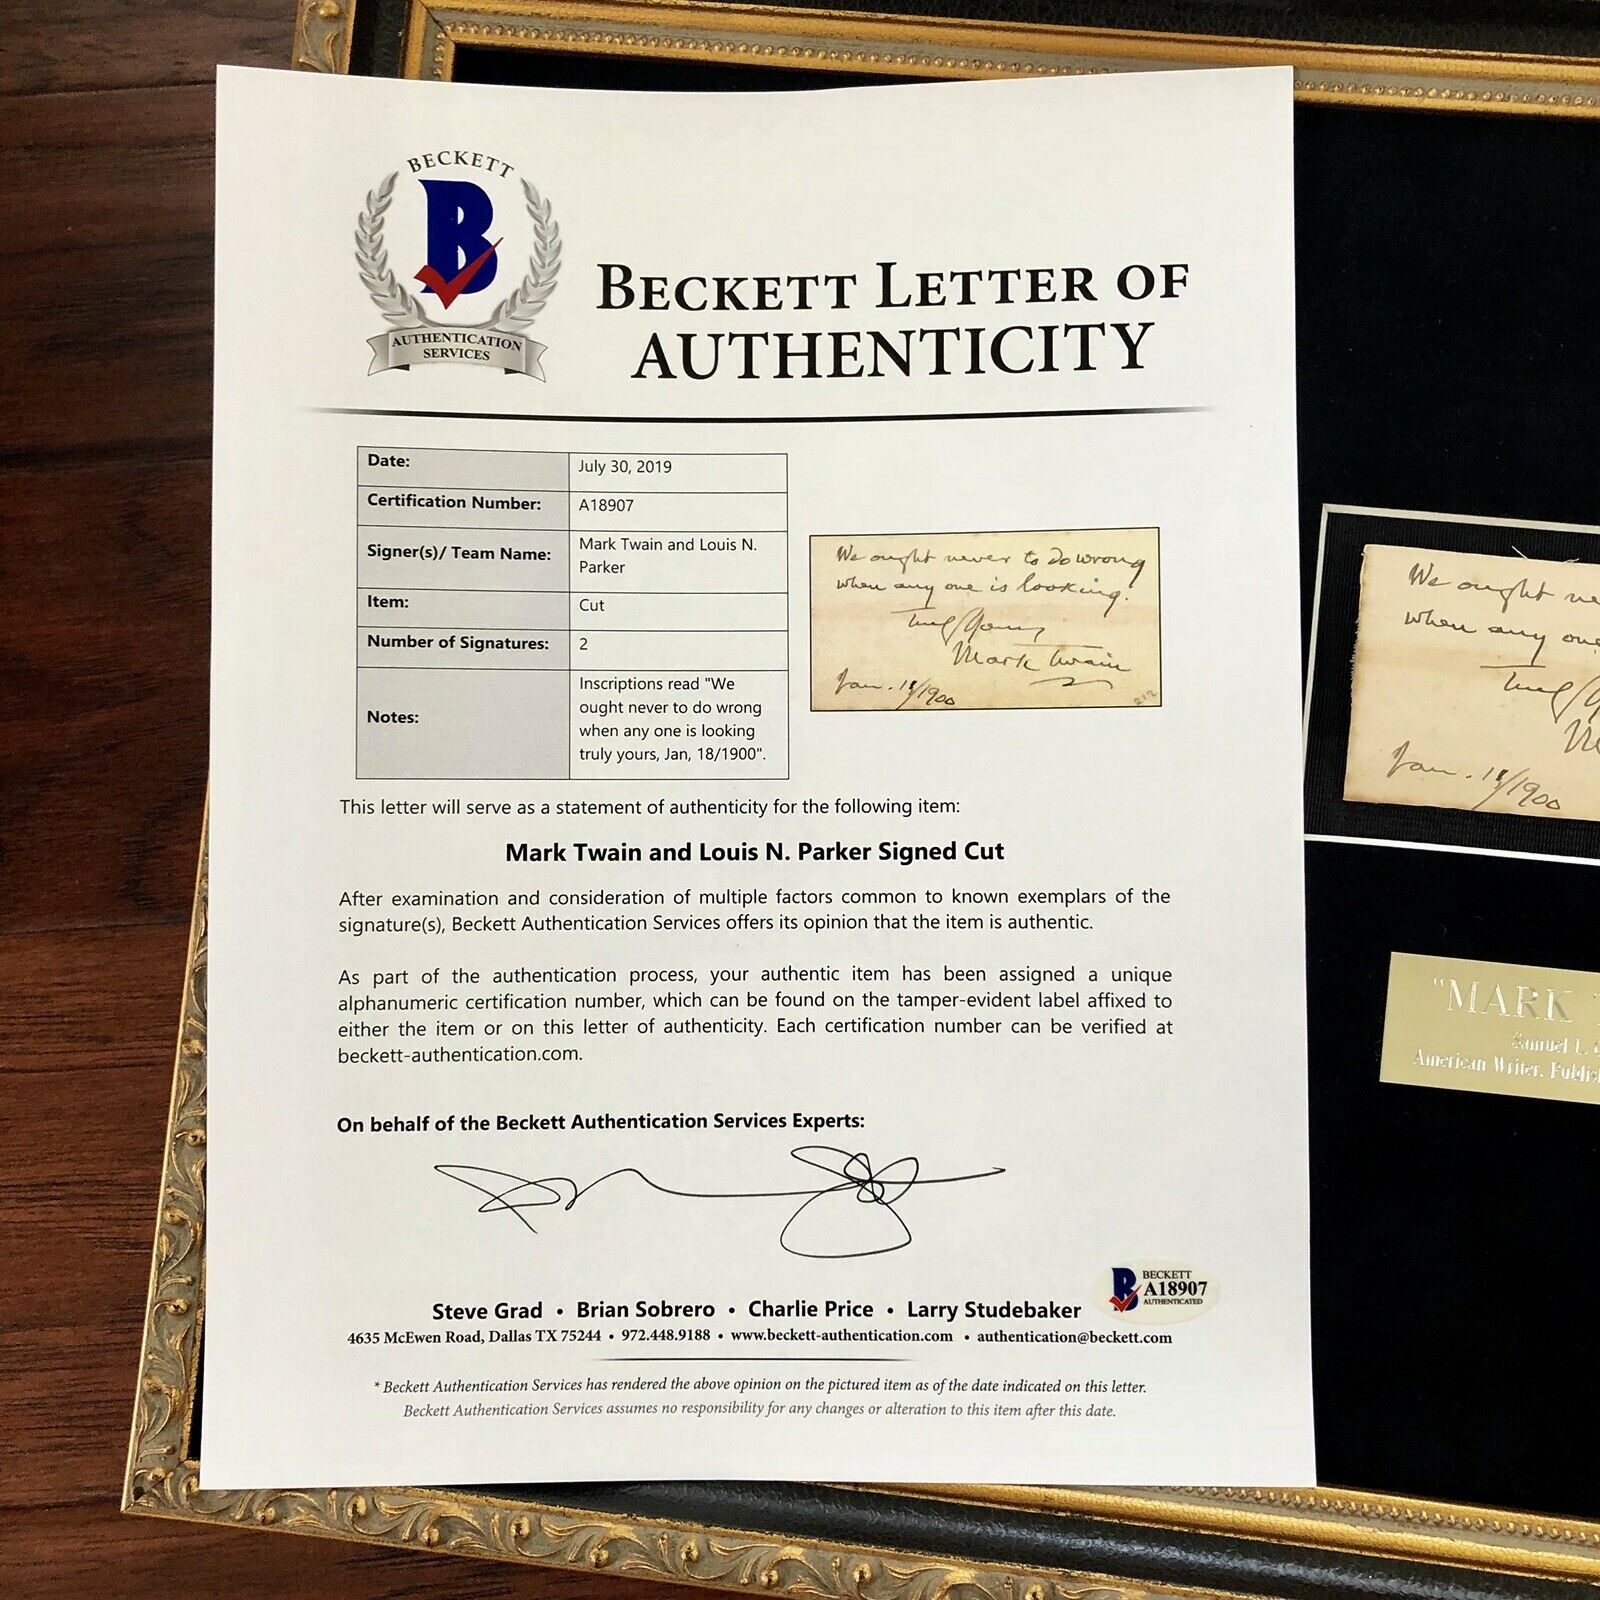 BECKETT
B
AUTHENTICATION
SERVICES
BECKETT LETTER OF
AUTHENTICITY
Date: July 30, 2019
Certification Number: A18907
Signer(s)/ Team Name: Mark Twain and Louis N.
Parker
Item: Cut
Number of Signatures: 2
Notes: Inscriptions read "We
ought never to do wrong
when any one is looking
truly yours, Jan, 18/1900".
We ought never to do wrong
when any one is looking.
Truly Yours
Mark Twain
Jan. 18/1900
This letter will serve as a statement of authenticity for the following item:
Mark Twain and Louis N. Parker Signed Cut
After examination and consideration of multiple factors common to known exemplars of the
signature(s), Beckett Authentication Services offers its opinion that the item is authentic.
As part of the authentication process, your authentic item has been assigned a unique
alphanumeric certification number, which can be found on the tamper-evident label affixed to
either the item or on this letter of authenticity. Each certification number can be verified at
beckett-authentication.com.
On behalf of the Beckett Authentication Services Experts:
BECKETT
A18907
AUTHENTICATED
Steve Grad • Brian Sobrero • Charlie Price • Larry Studebaker
4635 McEwen Road, Dallas TX 75244 • 972.448.9188 • www.beckett-authentication.com • authentication@beckett.com
* Beckett Authentication Services has rendered the above opinion on the pictured item as of the date indicated on this letter.
Beckett Authentication Services assumes no responsibility for any changes or alteration to this item after this date.
We ought
when any one
Jan. 18/1900
"MARK
Samuel L.
American Writer, Publis